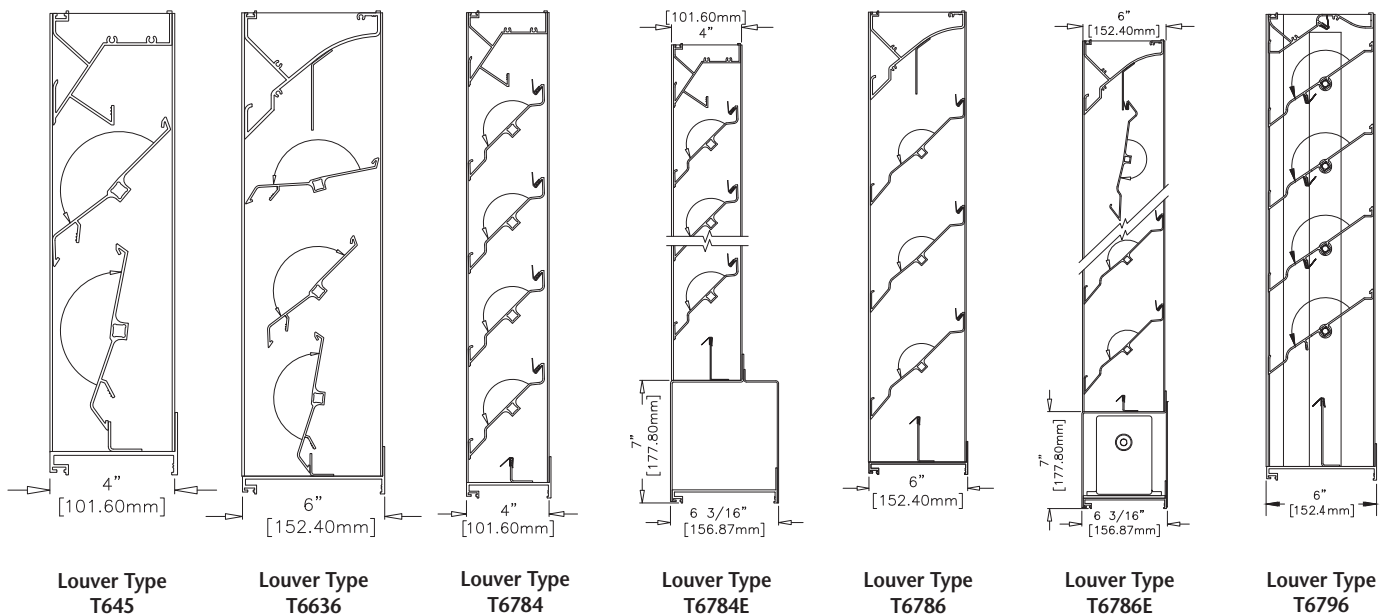 [101.60mm]
4”
6”
[152.40mm]
4”
[101.60mm]
6”
[152.40mm]
4”
[101.60mm]
7”
[177.80mm]
6 3/16”
[156.87mm]
6”
[152.40mm]
7”
[177.80mm]
6 3/16”
[156.87mm]
6”
[152.4mm]
Louver Type
T645
Louver Type
T6636
Louver Type
T6784
Louver Type
T6784E
Louver Type
T6786
Louver Type
T6786E
Louver Type
T6796